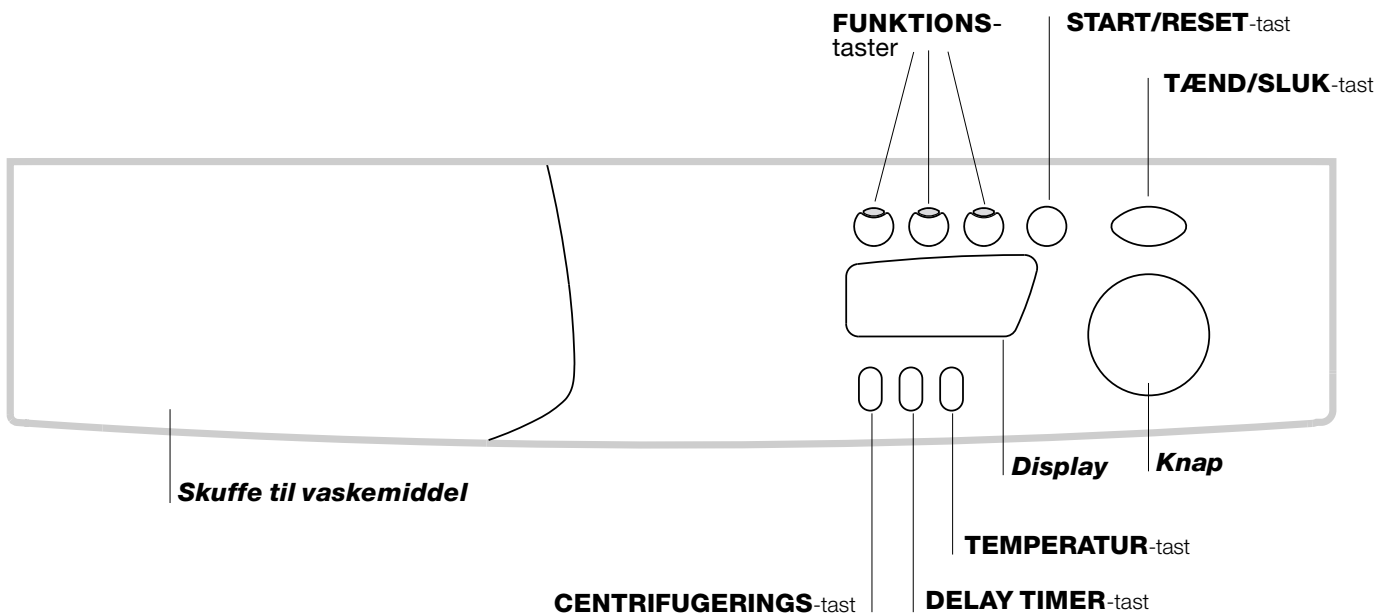 FUNKTIONS-
taster
START/RESET-tast
TÆND/SLUK-tast
Display
Knap
Skuffe til vaskemiddel
TEMPERATUR-tast
CENTRIFUGERINGS-tast
DELAY TIMER-tast